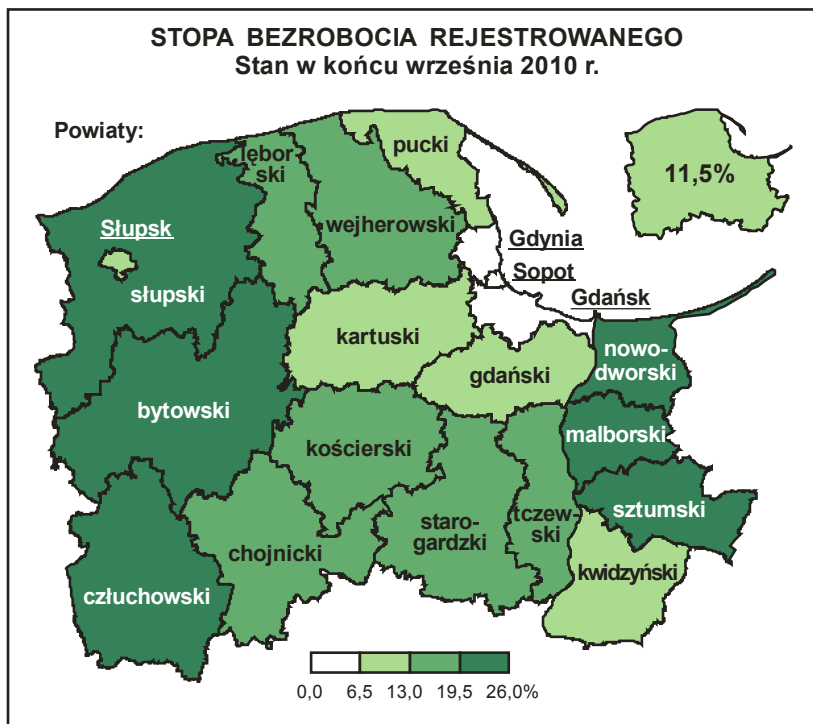 STOPA BEZROBOCIA REJESTROWANEGO
Stan w końcu września 2010 r.
Powiaty:
pucki
11,5%
lębor-
ski
Słupsk
wejherowski
Gdynia
Sopot
słupski
Gdańsk
kartuski
nowo-
dworski
gdański
bytowski
malborski
kościerski
sztumski
staro-
gardzki
tczew-
ski
chojnicki
kwidzyński
człuchowski
0,0 6,5 13,0 19,5 26,0%